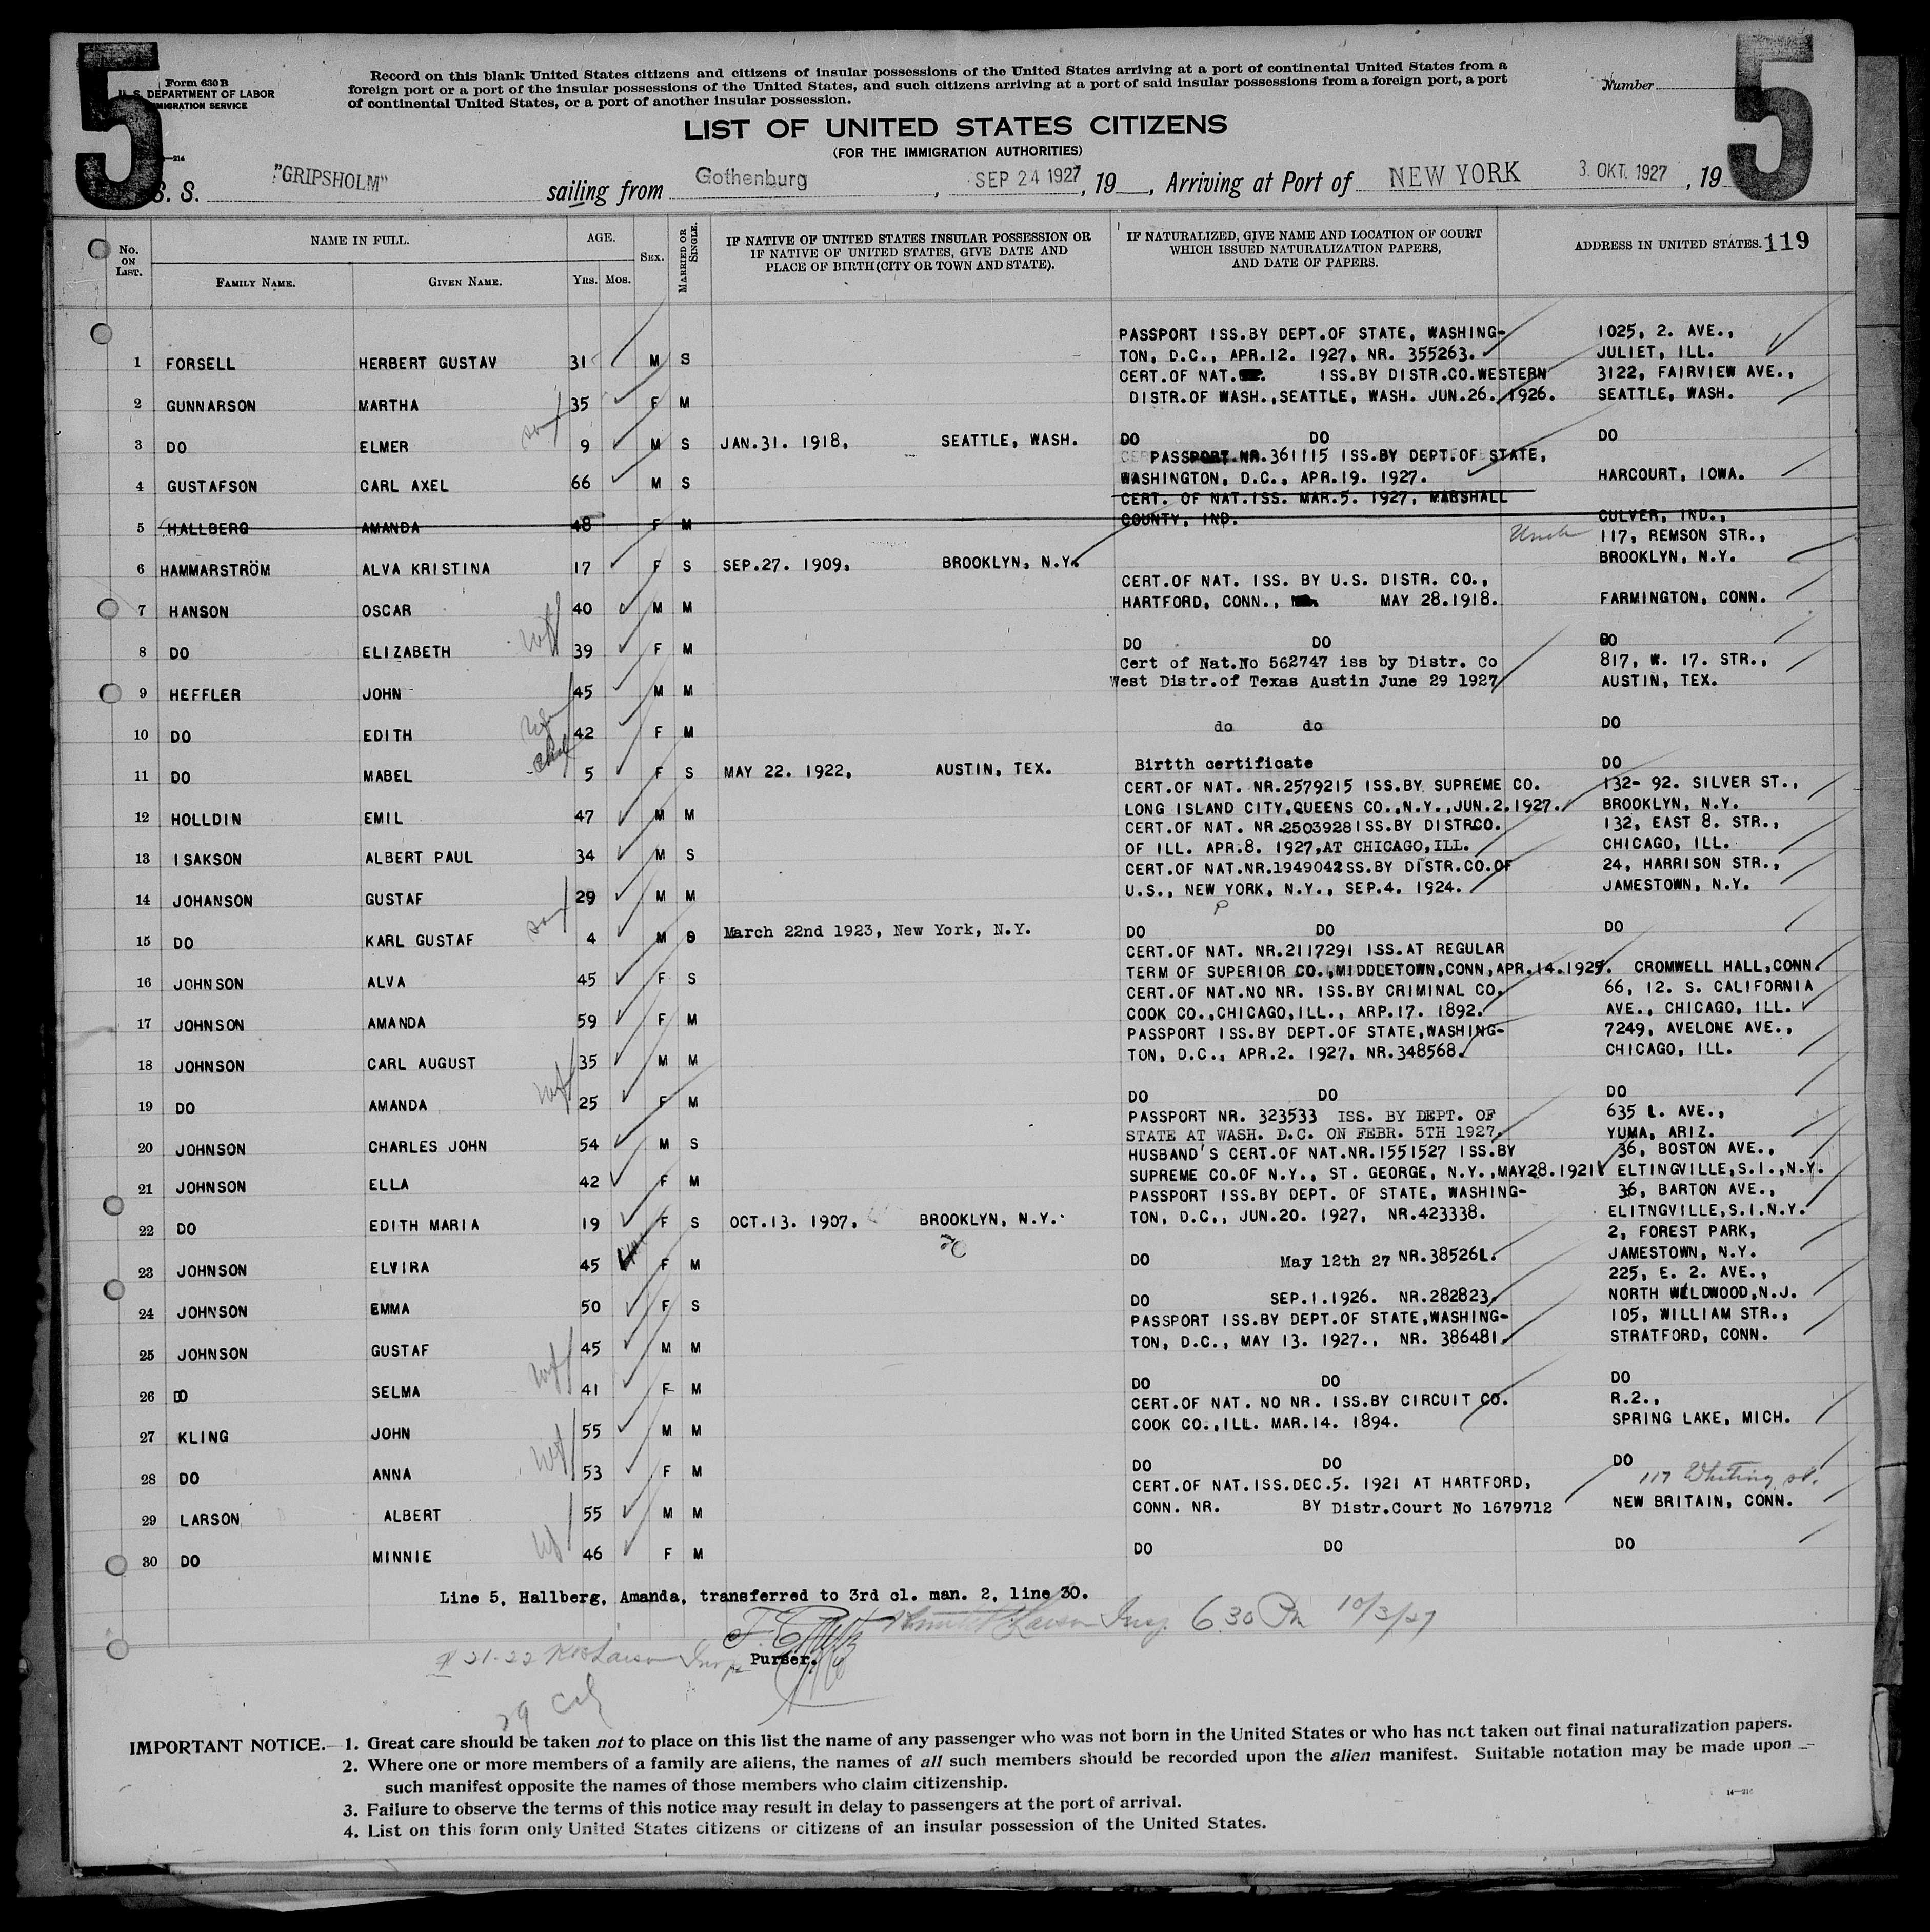 5
5
Form 630 B
U. S. DEPARTMENT OF LABOR
IMMIGRATION SERVICE
Record on this blank United States citizens and citizens of insular possessions of the United States arriving at a port of continental United States from a
foreign port or a port of the insular possessions of the United States, and such citizens arriving at a port of said insular possessions from a foreign port, a port
of continental United States, or a port of another insular possession.
Number
LIST OF UNITED STATES CITIZENS
(FOR THE IMMIGRATION AUTHORITIES)
S. S. "GRIPSHOLM" sailing from Gothenburg, SEP 24 1927, 19 , Arriving at Port of NEW YORK 3. OKT. 1927, 19
No. ON LIST. NAME IN FULL. AGE. SEX. MARRIED OR SINGLE. IF NATIVE OF UNITED STATES INSULAR POSSESSION OR IF NATIVE OF UNITED STATES, GIVE DATE AND PLACE OF BIRTH (CITY OR TOWN AND STATE). IF NATURALIZED, GIVE NAME AND LOCATION OF COURT WHICH ISSUED NATURALIZATION PAPERS, AND DATE OF PAPERS. ADDRESS IN UNITED STATES. 119
FAMILY NAME. GIVEN NAME. YRS. MOS.
PASSPORT ISS.BY DEPT.OF STATE, WASHING- 1025, 2. AVE.,
1 FORSELL HERBERT GUSTAV 31 M S TON, D.C., APR.12. 1927, NR. 355263. JULIET, ILL.
CERT.OF NAT. ISS.BY DISTR.CO.WESTERN 3122, FAIRVIEW AVE.,
2 GUNNARSON MARTHA 35 F M DISTR.OF WASH.,SEATTLE, WASH. JUN.26. 1926. SEATTLE, WASH.
3 DO ELMER son 9 M S JAN.31. 1918, SEATTLE, WASH. DO DO DO
PASSPORT NR.361115 ISS.BY DEPT.OF STATE,
4 GUSTAFSON CARL AXEL 66 M S WASHINGTON, D.C., APR.19. 1927. HARCOURT, IOWA.
CERT. OF NAT.ISS. MAR.5. 1927, MARSHALL
5 HALLBERG AMANDA 48 F M COUNTY, IND. CULVER, IND.,
Uncle 117, REMSON STR.,
6 HAMMARSTRÖM ALVA KRISTINA 17 F S SEP.27. 1909, BROOKLYN, N.Y. BROOKLYN, N.Y.
CERT.OF NAT. ISS. BY U.S. DISTR. CO.,
7 HANSON OSCAR 40 M M HARTFORD, CONN., MAY 28.1918. FARMINGTON, CONN.
8 DO ELIZABETH wf 39 F M DO DO DO
Cert of Nat.No 562747 iss by Distr. Co 817, W. 17. STR.,
9 HEFFLER JOHN 45 M M West Distr.of Texas Austin June 29 1927 AUSTIN, TEX.
10 DO EDITH 42 F M do do DO
11 DO MABEL 5 F S MAY 22. 1922, AUSTIN, TEX. Birtth certificate DO
CERT.OF NAT. NR.2579215 ISS.BY SUPREME CO. 132- 92. SILVER ST.,
12 HOLLDIN EMIL 47 M M LONG ISLAND CITY,QUEENS CO.,N.Y.,JUN.2.1927. BROOKLYN, N.Y.
CERT.OF NAT. NR.2503928ISS.BY DISTRCO. 132, EAST 8. STR.,
13 ISAKSON ALBERT PAUL 34 M S OF ILL. APR.8. 1927,AT CHICAGO,ILL. CHICAGO, ILL.
CERT.OF NAT.NR.1949042SS.BY DISTR.CO.OF 24, HARRISON STR.,
14 JOHANSON GUSTAF 29 M M U.S., NEW YORK, N.Y., SEP.4. 1924. JAMESTOWN, N.Y.
15 DO KARL GUSTAF son 4 M S March 22nd 1923, New York, N.Y. DO DO DO
CERT.OF NAT. NR.2117291 ISS.AT REGULAR
16 JOHNSON ALVA 45 F S TERM OF SUPERIOR CO.,MIDDLETOWN,CONN,APR.14.1925. CROMWELL HALL,CONN.
CERT.OF NAT.NO NR. ISS.BY CRIMINAL CO. 66, 12. S. CALIFORNIA
17 JOHNSON AMANDA 59 F M COOK CO.,CHICAGO,ILL., ARP.17. 1892. AVE., CHICAGO, ILL.
PASSPORT ISS.BY DEPT.OF STATE,WASHING- 7249, AVELONE AVE.,
18 JOHNSON CARL AUGUST 35 M M TON, D.C., APR.2. 1927, NR.348568. CHICAGO, ILL.
19 DO AMANDA wf 25 F M DO DO DO
PASSPORT NR. 323533 ISS. BY DEPT. OF 635 L. AVE.,
20 JOHNSON CHARLES JOHN 54 M S STATE AT WASH. D.C. ON FEBR. 5TH 1927. YUMA, ARIZ.
HUSBAND'S CERT.OF NAT.NR.1551527 ISS.BY 36, BOSTON AVE.,
21 JOHNSON ELLA 42 F M SUPREME CO.OF N.Y., ST. GEORGE, N.Y.,MAY28.1921 ELTINGVILLE,S.I.,N.Y.
PASSPORT ISS.BY DEPT. OF STATE, WASHING- 36, BARTON AVE.,
22 DO EDITH MARIA 19 F S OCT.13. 1907, BROOKLYN, N.Y. TON, D.C., JUN.20. 1927, NR.423338. ELITNGVILLE,S.I.N.Y.
2, FOREST PARK,
23 JOHNSON ELVIRA 45 F M DO May 12th 27 NR.385261. JAMESTOWN, N.Y.
225, E. 2. AVE.,
24 JOHNSON EMMA 50 F S DO SEP.1.1926. NR.282823. NORTH WILDWOOD,N.J.
PASSPORT ISS.BY DEPT.OF STATE,WASHING- 105, WILLIAM STR.,
25 JOHNSON GUSTAF 45 M M TON, D.C., MAY 13. 1927., NR. 386481. STRATFORD, CONN.
26 DO SELMA wf 41 F M DO DO DO
CERT.OF NAT. NO NR. ISS.BY CIRCUIT CO. R.2.,
27 KLING JOHN 55 M M COOK CO.,ILL. MAR.14. 1894. SPRING LAKE, MICH.
28 DO ANNA wf 53 F M DO DO DO
CERT.OF NAT.ISS.DEC.5. 1921 AT HARTFORD, 117 Whiting st.
29 LARSON ALBERT 55 M M CONN. NR. BY Distr.Court No 1679712 NEW BRITAIN, CONN.
30 DO MINNIE wf 46 F M DO DO DO
Line 5, Hallberg, Amanda, transferred to 3rd cl. man. 2, line 30.
Larson Insp. 6 30 Pm 10/3/27
# 21-22 Larson Insp
Purser.
29
IMPORTANT NOTICE.—1. Great care should be taken not to place on this list the name of any passenger who was not born in the United States or who has not taken out final naturalization papers.
2. Where one or more members of a family are aliens, the names of all such members should be recorded upon the alien manifest. Suitable notation may be made upon
such manifest opposite the names of those members who claim citizenship.
3. Failure to observe the terms of this notice may result in delay to passengers at the port of arrival.
4. List on this form only United States citizens or citizens of an insular possession of the United States.